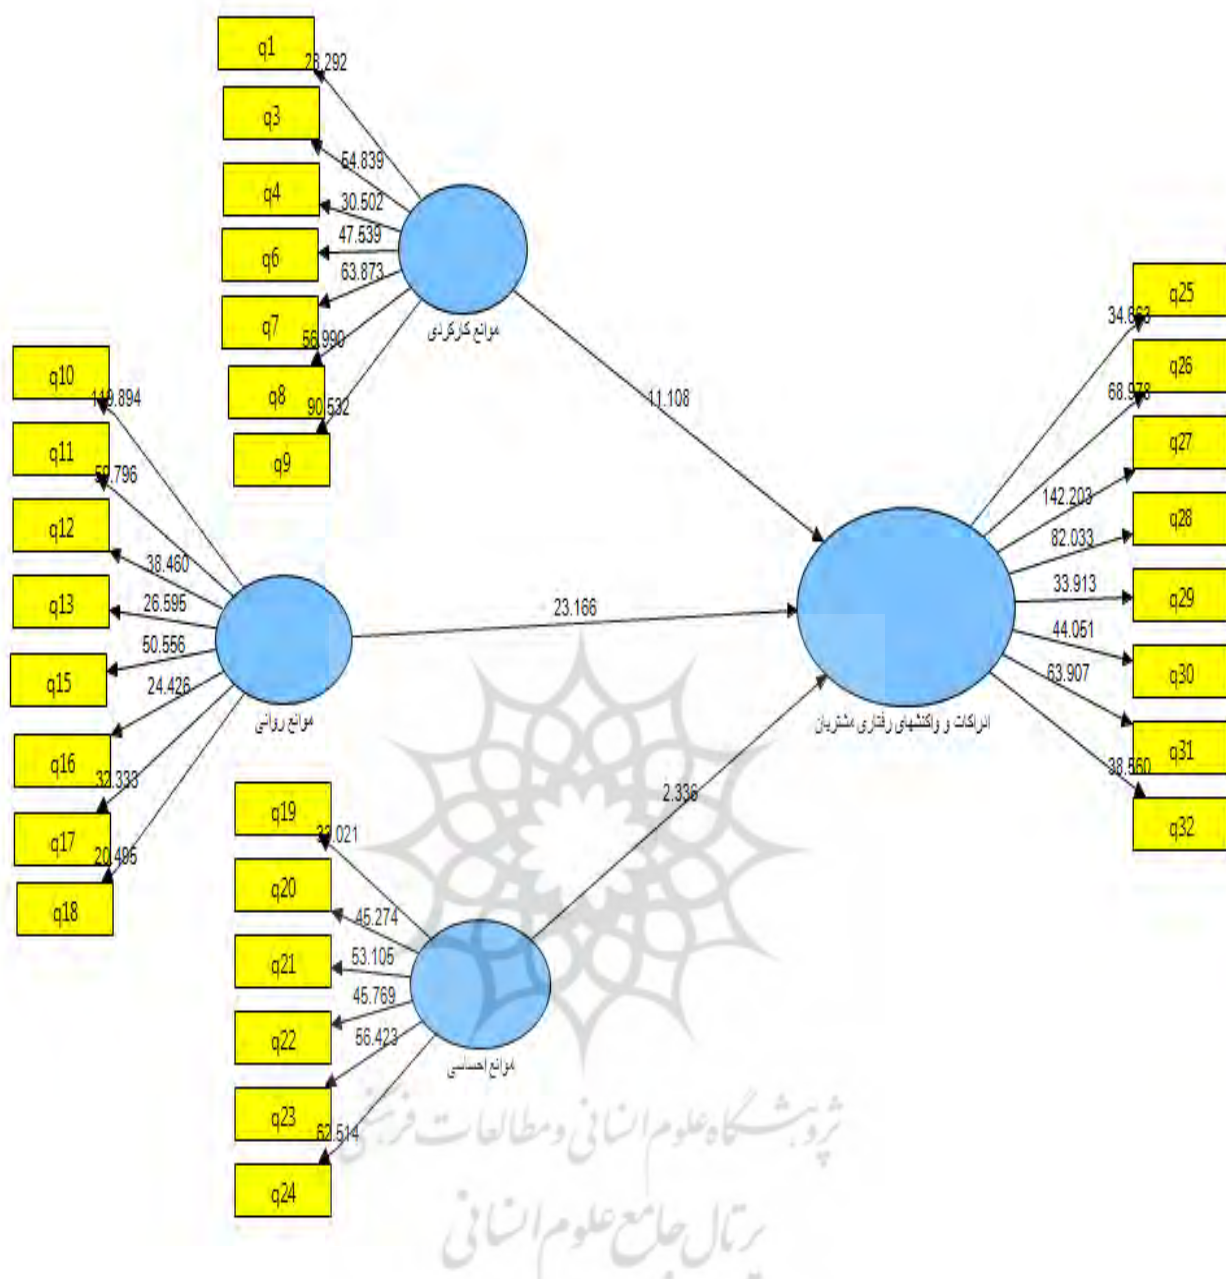 q1
28.292
q3
54.839
q4
30.502
q6
47.539
q7
63.873
q8
56.990
q9
90.532
موانع کارکردی
11.108
q10
119.894
q11
59.796
q12
38.460
q13
26.595
q15
50.556
q16
24.426
q17
32.333
q18
20.495
موانع روانی
23.166
q19
q20
45.274
q21
53.105
q22
45.769
q23
56.423
q24
62.514
موانع احساسی
2.336
ادراکات و واکنشهای رفتاری مشتریان
q25
q26
68.978
q27
142.203
q28
82.033
q29
33.913
q30
44.051
q31
63.907
q32
38.560
پژوهشگاه علوم انسانی و مطالعات فرهنگی
پرتال جامع علوم انسانی